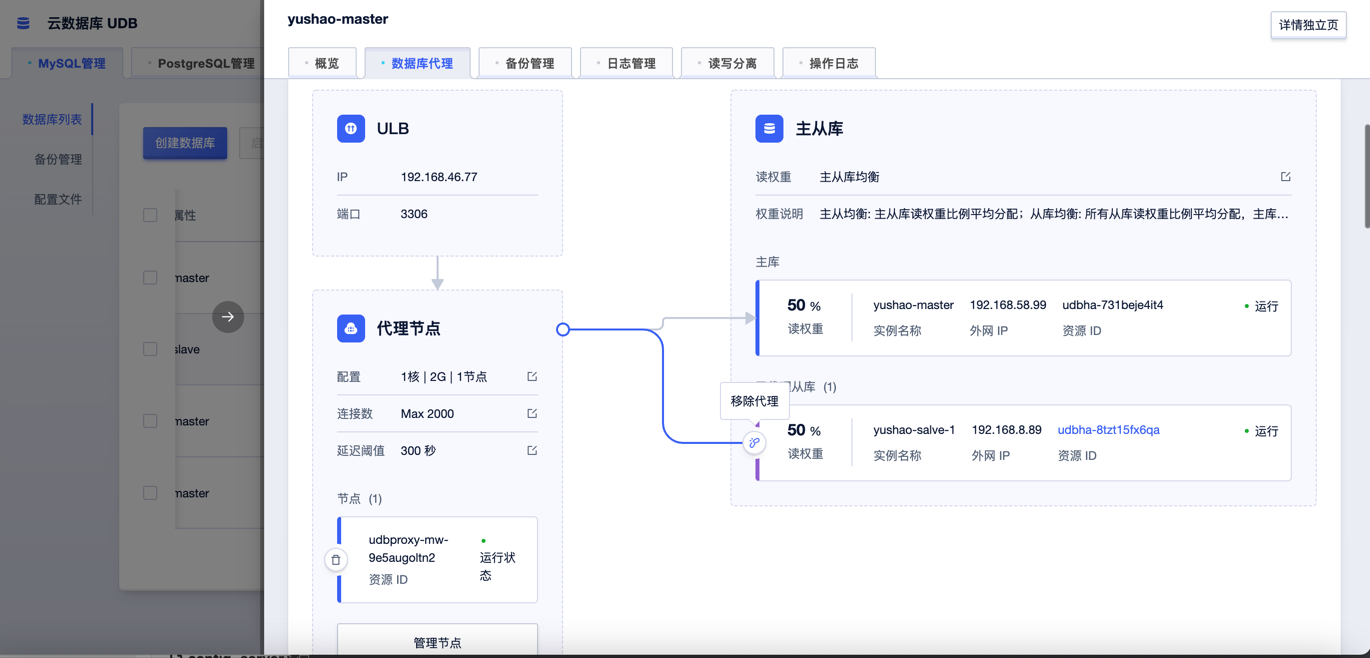 云数据库 UDB
MySQL管理
PostgreSQL管理
数据库列表
备份管理
配置文件
创建数据库
属性
master
slave
master
master
yushao-master
详情独立页
概览
数据库代理
备份管理
日志管理
读写分离
操作日志
ULB
IP 192.168.46.77
端口 3306
代理节点
配置 1核 | 2G | 1节点
连接数 Max 2000
延迟阈值 300 秒
节点 (1)
udbproxy-mw-
9e5augoltn2
资源 ID
运行状
态
管理节点
主从库
读权重 主从库均衡
权重说明 主从均衡: 主从库读权重比例平均分配；从库均衡: 所有从库读权重比例平均分配，主库...
主库
50 % yushao-master 192.168.58.99 udbha-731beje4it4 运行
读权重 实例名称 外网 IP 资源 ID
从库 (1)
移除代理
50 % yushao-salve-1 192.168.8.89 udbha-8tzt15fx6qa 运行
读权重 实例名称 外网 IP 资源 ID